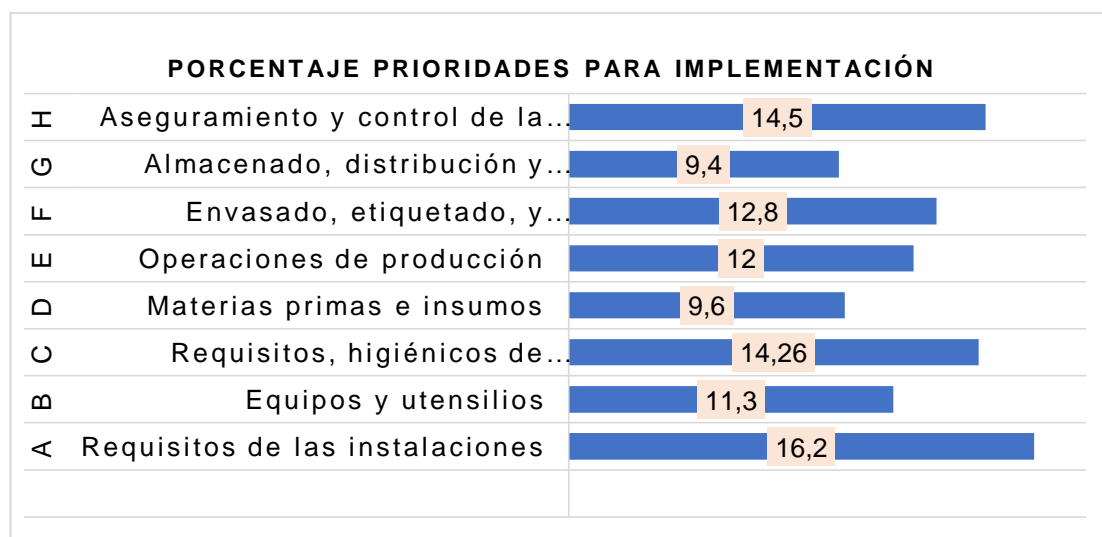 PORCENTAJE PRIORIDADES PARA IMPLEMENTACIÓN
H Aseguramiento y control de la... 14,5
G Almacenado, distribución y... 9,4
F Envasado, etiquetado, y... 12,8
E Operaciones de producción 12
D Materias primas e insumos 9,6
C Requisitos, higiénicos de... 14,26
B Equipos y utensilios 11,3
A Requisitos de las instalaciones 16,2